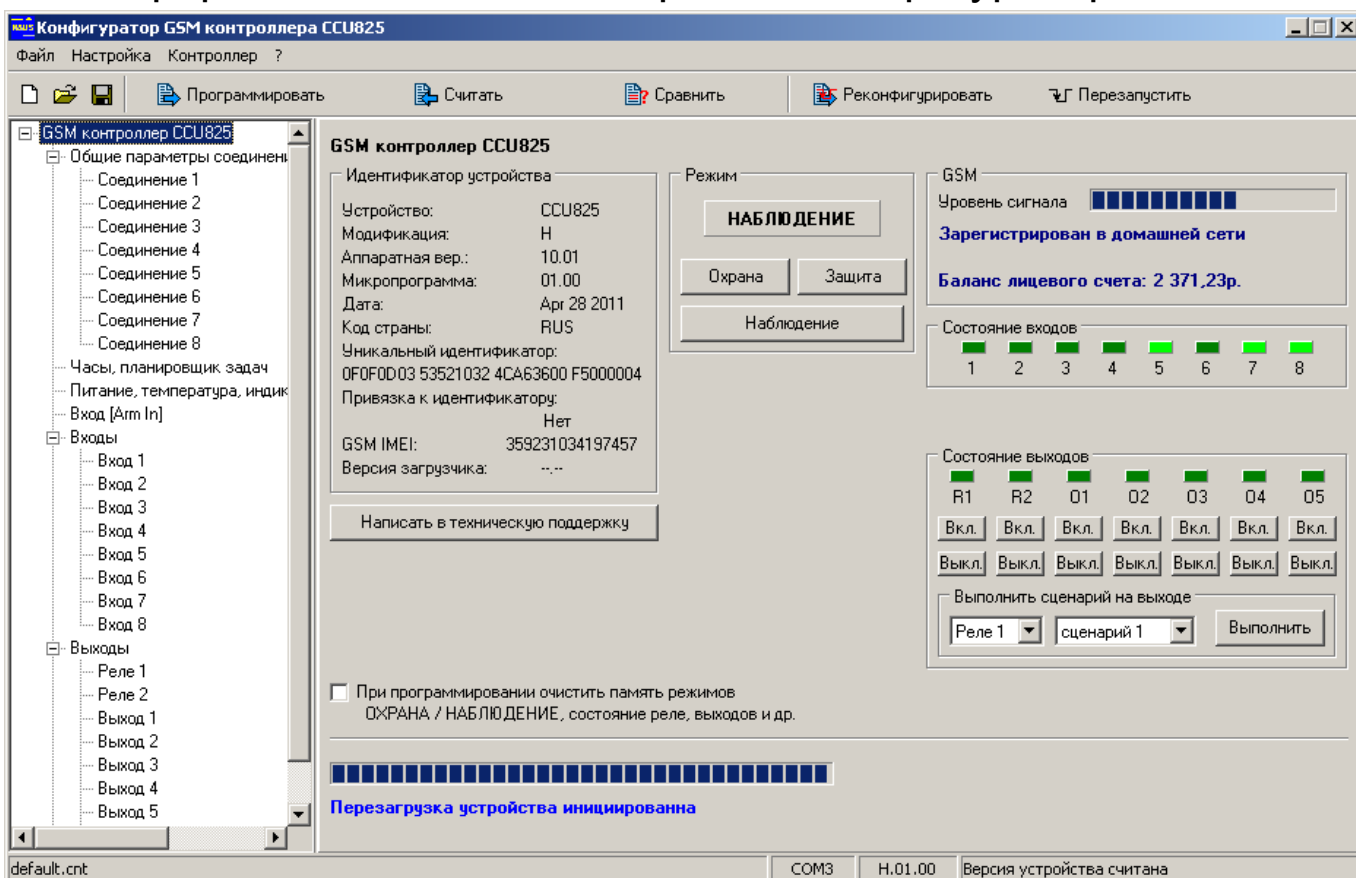 Конфигуратор GSM контроллера CCU825
Файл Настройка Контроллер ?
Программировать Считать Сравнить Реконфигурировать Перезапустить
GSM контроллер CCU825
Общие параметры соединени
Соединение 1
Соединение 2
Соединение 3
Соединение 4
Соединение 5
Соединение 6
Соединение 7
Соединение 8
Часы, планировщик задач
Питание, температура, индик
Вход [Arm In]
Входы
Вход 1
Вход 2
Вход 3
Вход 4
Вход 5
Вход 6
Вход 7
Вход 8
Выходы
Реле 1
Реле 2
Выход 1
Выход 2
Выход 3
Выход 4
Выход 5
GSM контроллер CCU825
Идентификатор устройства
Устройство: CCU825
Модификация: H
Аппаратная вер.: 10.01
Микропрограмма: 01.00
Дата: Apr 28 2011
Код страны: RUS
Уникальный идентификатор:
0F0F0D03 53521032 4CA63600 F5000004
Привязка к идентификатору:
Нет
GSM IMEI: 359231034197457
Версия загрузчика: --.--
Написать в техническую поддержку
Режим
НАБЛЮДЕНИЕ
Охрана Защита
Наблюдение
GSM
Уровень сигнала
Зарегистрирован в домашней сети
Баланс лицевого счета: 2 371,23р.
Состояние входов
1 2 3 4 5 6 7 8
Состояние выходов
R1 R2 O1 O2 O3 O4 O5
Вкл. Вкл. Вкл. Вкл. Вкл. Вкл. Вкл.
Выкл. Выкл. Выкл. Выкл. Выкл. Выкл. Выкл.
Выполнить сценарий на выходе
Реле 1 сценарий 1 Выполнить
При программировании очистить память режимов
ОХРАНА / НАБЛЮДЕНИЕ, состояние реле, выходов и др.
Перезагрузка устройства инициированна
default.cnt COM3 H.01.00 Версия устройства считана